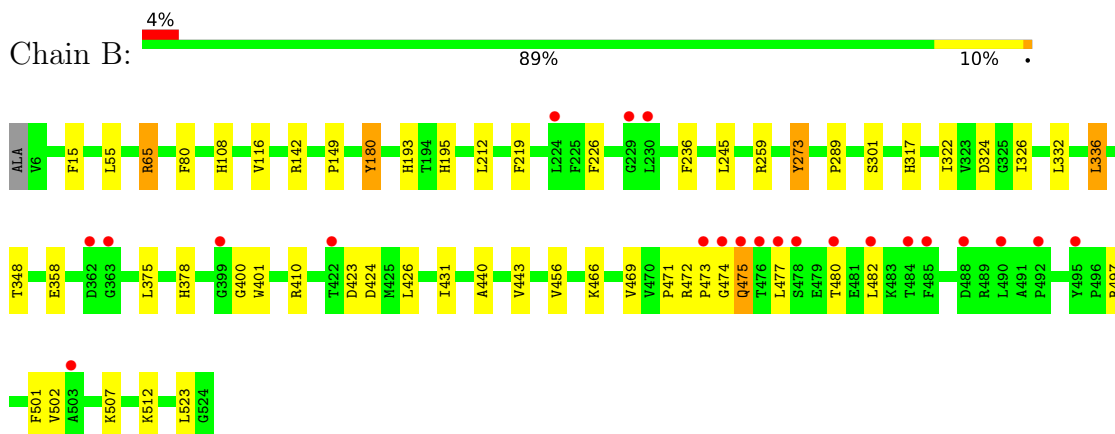 4%
Chain B:
89% 10% •
ALA V6 F15 L55 R65 F80 H108 V116 R142 P149 Y180 H193 T194 H195 L212 F219 L224 F225 F226 G229 L230 F236 L245 R259 Y273 P289 S301 H317 I322 V323 D324 G325 I326 L332 L336
T348 E358 D362 G363 L375 H378 G399 G400 W401 R410 T422 D423 D424 M425 L426 I431 A440 V443 V456 K466 V469 V470 P471 R472 P473 G474 Q475 T476 L477 S478 E479 T480 E481 L482 K483 T484 F485 D488 R489 L490 A491 P492 Y495 P496
F501 V502 A503 K507 K512 L523 G524